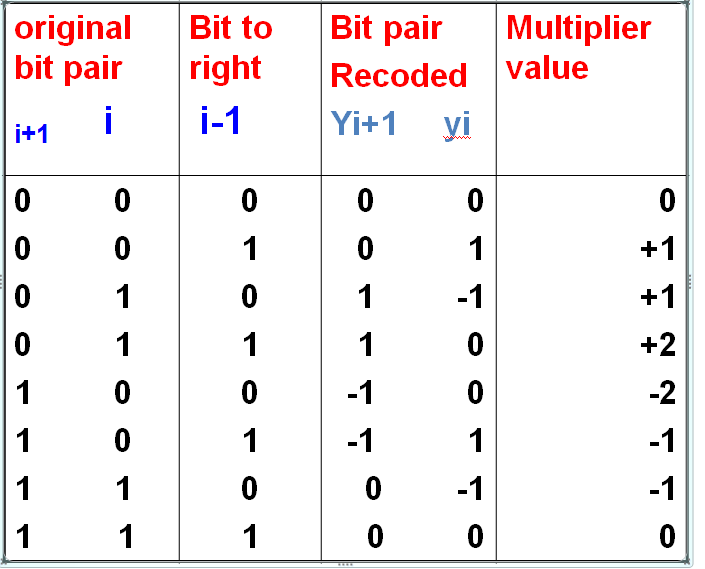 original Bit to Bit pair Multiplier
bit pair right Recoded value
i+1 i i-1 Yi+1 yi
0 0 0 0 0 0
0 0 1 0 1 +1
0 1 0 1 -1 +1
0 1 1 1 0 +2
1 0 0 -1 0 -2
1 0 1 -1 1 -1
1 1 0 0 -1 -1
1 1 1 0 0 0